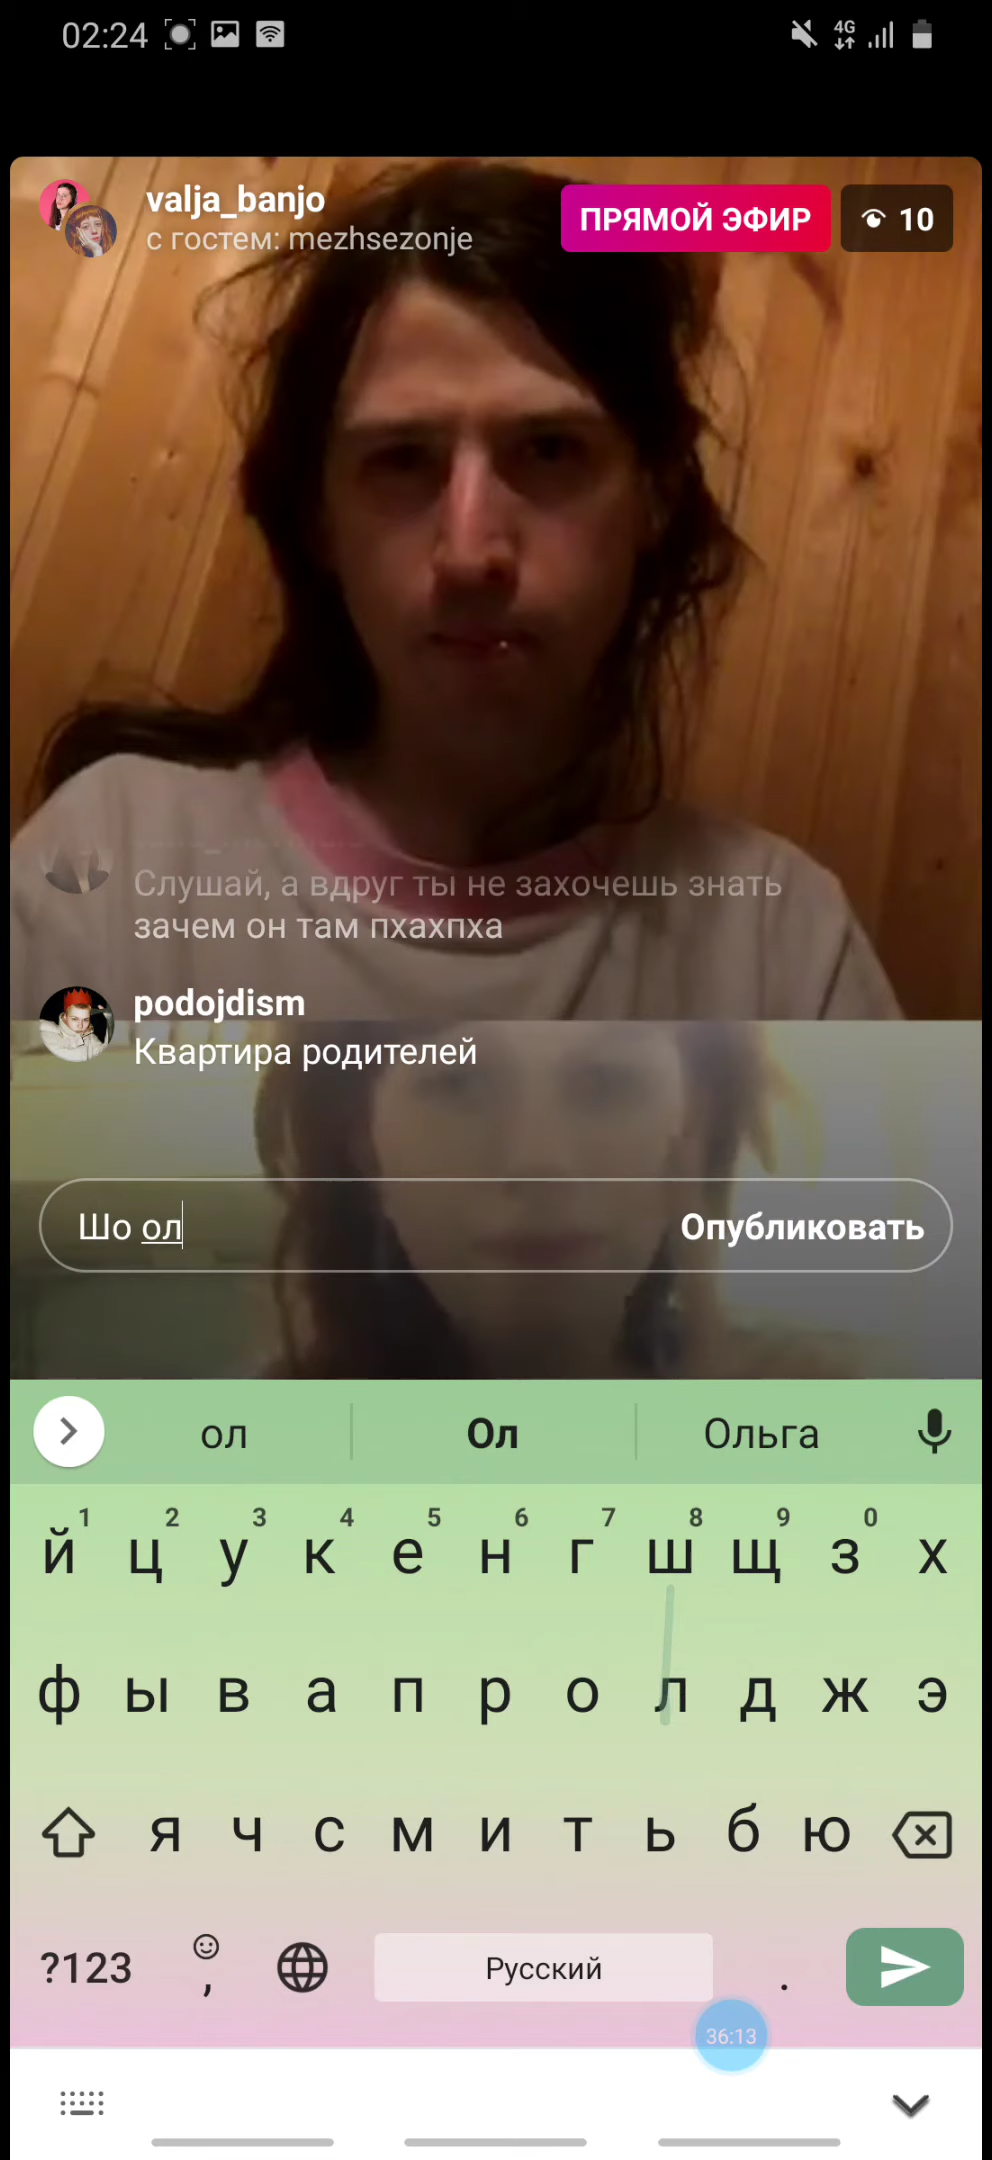 02:24
4G
valja_banjo
с гостем: mezhsezonje
ПРЯМОЙ ЭФИР
10
Слушай, а вдруг ты не захочешь знать
зачем он там пхахпха
podojdism
Квартира родителей
Шо ол
Опубликовать
ол Ол Ольга
1 2 3 4 5 6 7 8 9 0
й ц у к е н г ш щ з х
ф ы в а п р о л д ж э
я ч с м и т ь б ю
?123 , Русский .
36:13